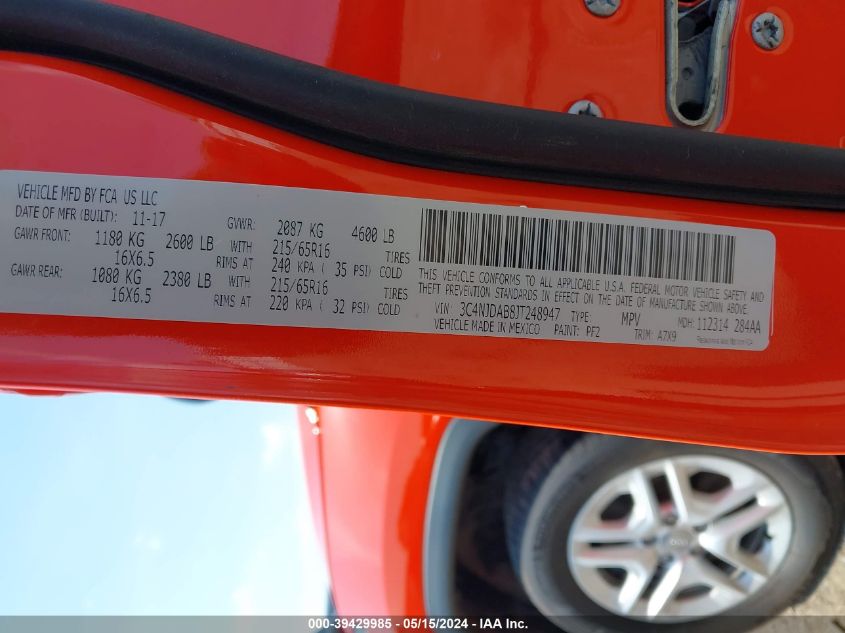 VEHICLE MFD BY FCA US LLC
DATE OF MFR (BUILT): 11-17 GVWR: 2087 KG 4600 LB
GAWR FRONT: 1180 KG 2600 LB WITH 215/65R16 TIRES
16X6.5 RIMS AT 240 KPA ( 35 PSI) COLD
GAWR REAR: 1080 KG 2380 LB WITH 215/65R16 TIRES
16X6.5 RIMS AT 220 KPA ( 32 PSI) COLD
THIS VEHICLE CONFORMS TO ALL APPLICABLE U.S.A. FEDERAL MOTOR VEHICLE SAFETY AND
THEFT PREVENTION STANDARDS IN EFFECT ON THE DATE OF MANUFACTURE SHOWN ABOVE.
VIN: 3C4NJDAB8JT248947 TYPE: MPV MDH: 112314 284AA
VEHICLE MADE IN MEXICO PAINT: PF2 TRIM: A7X9
000-39429985 - 05/15/2024 - IAA Inc.